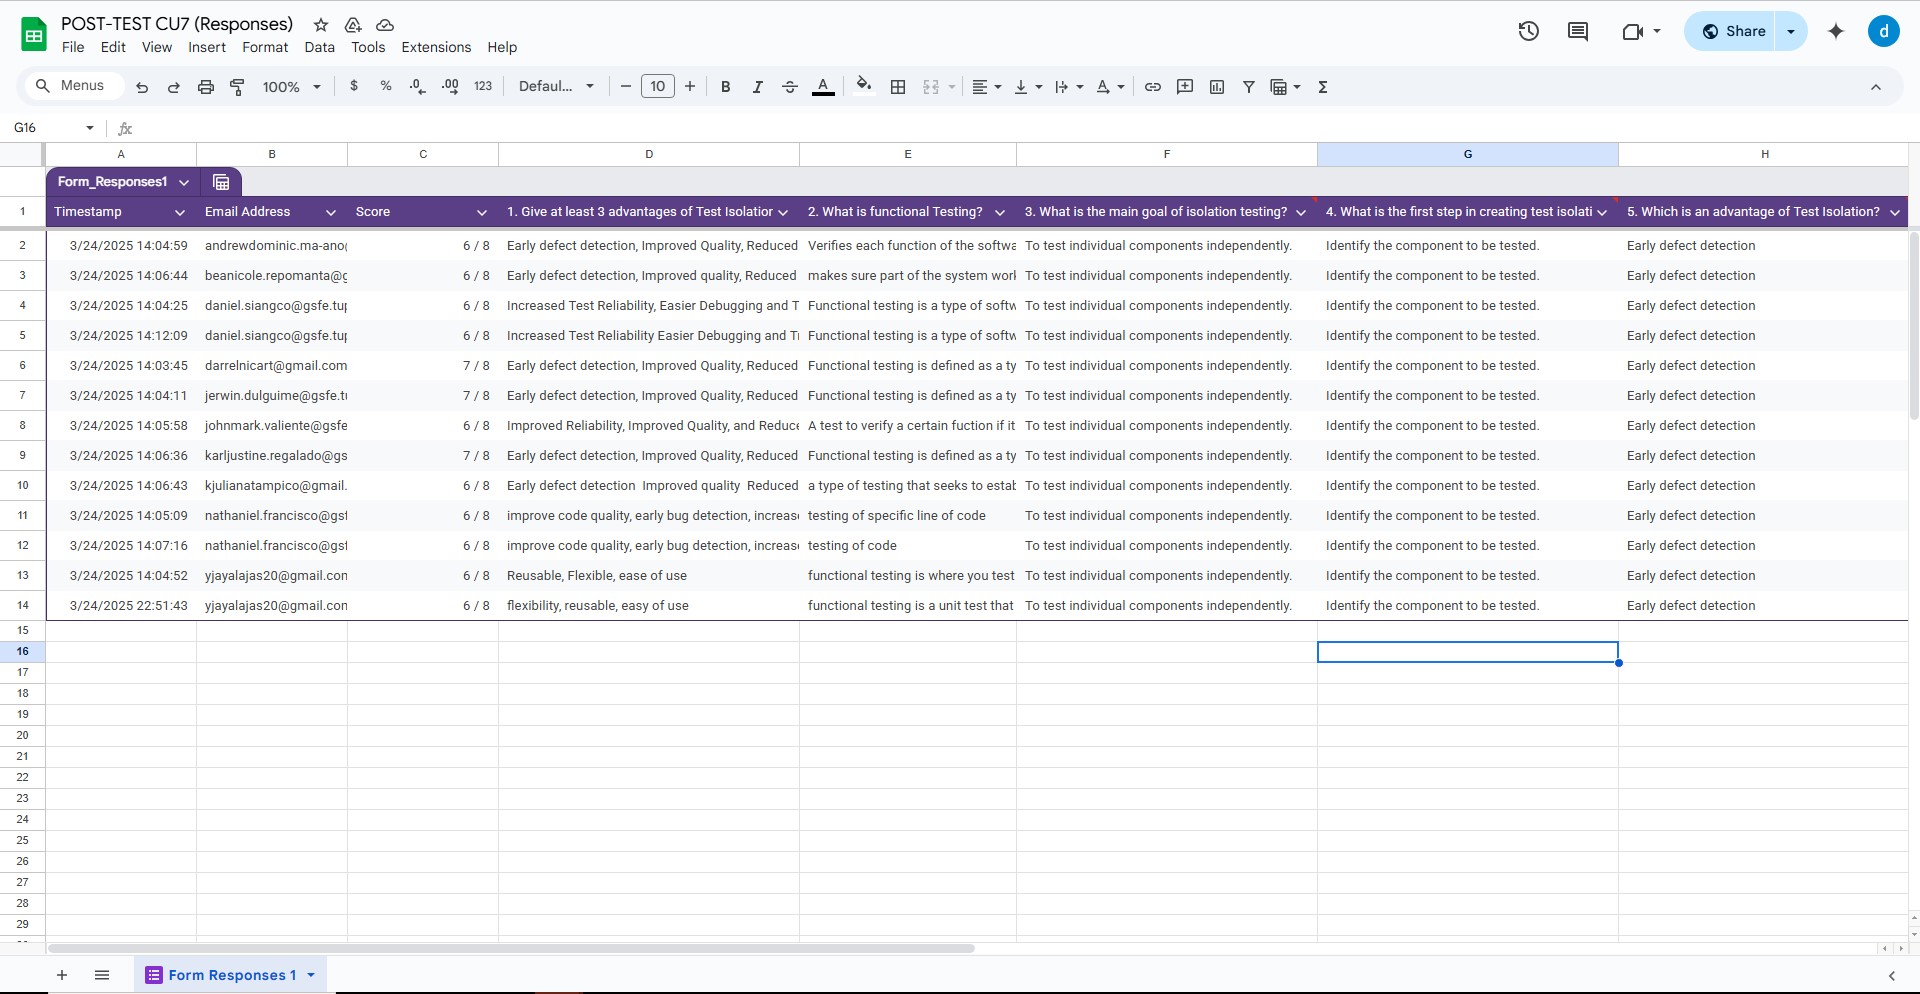 POST-TEST CU7 (Responses)
File Edit View Insert Format Data Tools Extensions Help
Share
d
Menus 100% $ % .0 .00 123 Defaul... 10 B I A
G16 fx
A B C D E F G H
Form_Responses1
1 Timestamp Email Address Score 1. Give at least 3 advantages of Test Isolation 2. What is functional Testing? 3. What is the main goal of isolation testing? 4. What is the first step in creating test isolati 5. Which is an advantage of Test Isolation?
2 3/24/2025 14:04:59 andrewdominic.ma-ano 6 / 8 Early defect detection, Improved Quality, Reduced Verifies each function of the softwa To test individual components independently. Identify the component to be tested. Early defect detection
3 3/24/2025 14:06:44 beanicole.repomanta@g 6 / 8 Early defect detection, Improved quality, Reduced makes sure part of the system work To test individual components independently. Identify the component to be tested. Early defect detection
4 3/24/2025 14:04:25 daniel.siangco@gsfe.tup 6 / 8 Increased Test Reliability, Easier Debugging and T Functional testing is a type of softw To test individual components independently. Identify the component to be tested. Early defect detection
5 3/24/2025 14:12:09 daniel.siangco@gsfe.tup 6 / 8 Increased Test Reliability Easier Debugging and T Functional testing is a type of softw To test individual components independently. Identify the component to be tested. Early defect detection
6 3/24/2025 14:03:45 darrelnicart@gmail.com 7 / 8 Early defect detection, Improved Quality, Reduced Functional testing is defined as a ty To test individual components independently. Identify the component to be tested. Early defect detection
7 3/24/2025 14:04:11 jerwin.dulguime@gsfe.t 7 / 8 Early defect detection, Improved Quality, Reduced Functional testing is defined as a ty To test individual components independently. Identify the component to be tested. Early defect detection
8 3/24/2025 14:05:58 johnmark.valiente@gsfe 6 / 8 Improved Reliability, Improved Quality, and Reduce A test to verify a certain fuction if it To test individual components independently. Identify the component to be tested. Early defect detection
9 3/24/2025 14:06:36 karljustine.regalado@gs 7 / 8 Early defect detection, Improved Quality, Reduced Functional testing is defined as a ty To test individual components independently. Identify the component to be tested. Early defect detection
10 3/24/2025 14:06:43 kjulianatampico@gmail. 6 / 8 Early defect detection Improved quality Reduced a type of testing that seeks to estab To test individual components independently. Identify the component to be tested. Early defect detection
11 3/24/2025 14:05:09 nathaniel.francisco@gsf 6 / 8 improve code quality, early bug detection, increase testing of specific line of code To test individual components independently. Identify the component to be tested. Early defect detection
12 3/24/2025 14:07:16 nathaniel.francisco@gsf 6 / 8 improve code quality, early bug detection, increase testing of code To test individual components independently. Identify the component to be tested. Early defect detection
13 3/24/2025 14:04:52 yjayalajas20@gmail.com 6 / 8 Reusable, Flexible, ease of use functional testing is where you test To test individual components independently. Identify the component to be tested. Early defect detection
14 3/24/2025 22:51:43 yjayalajas20@gmail.com 6 / 8 flexibility, reusable, easy of use functional testing is a unit test that To test individual components independently. Identify the component to be tested. Early defect detection
15
16
17
18
19
20
21
22
23
24
25
26
27
28
29
Form Responses 1